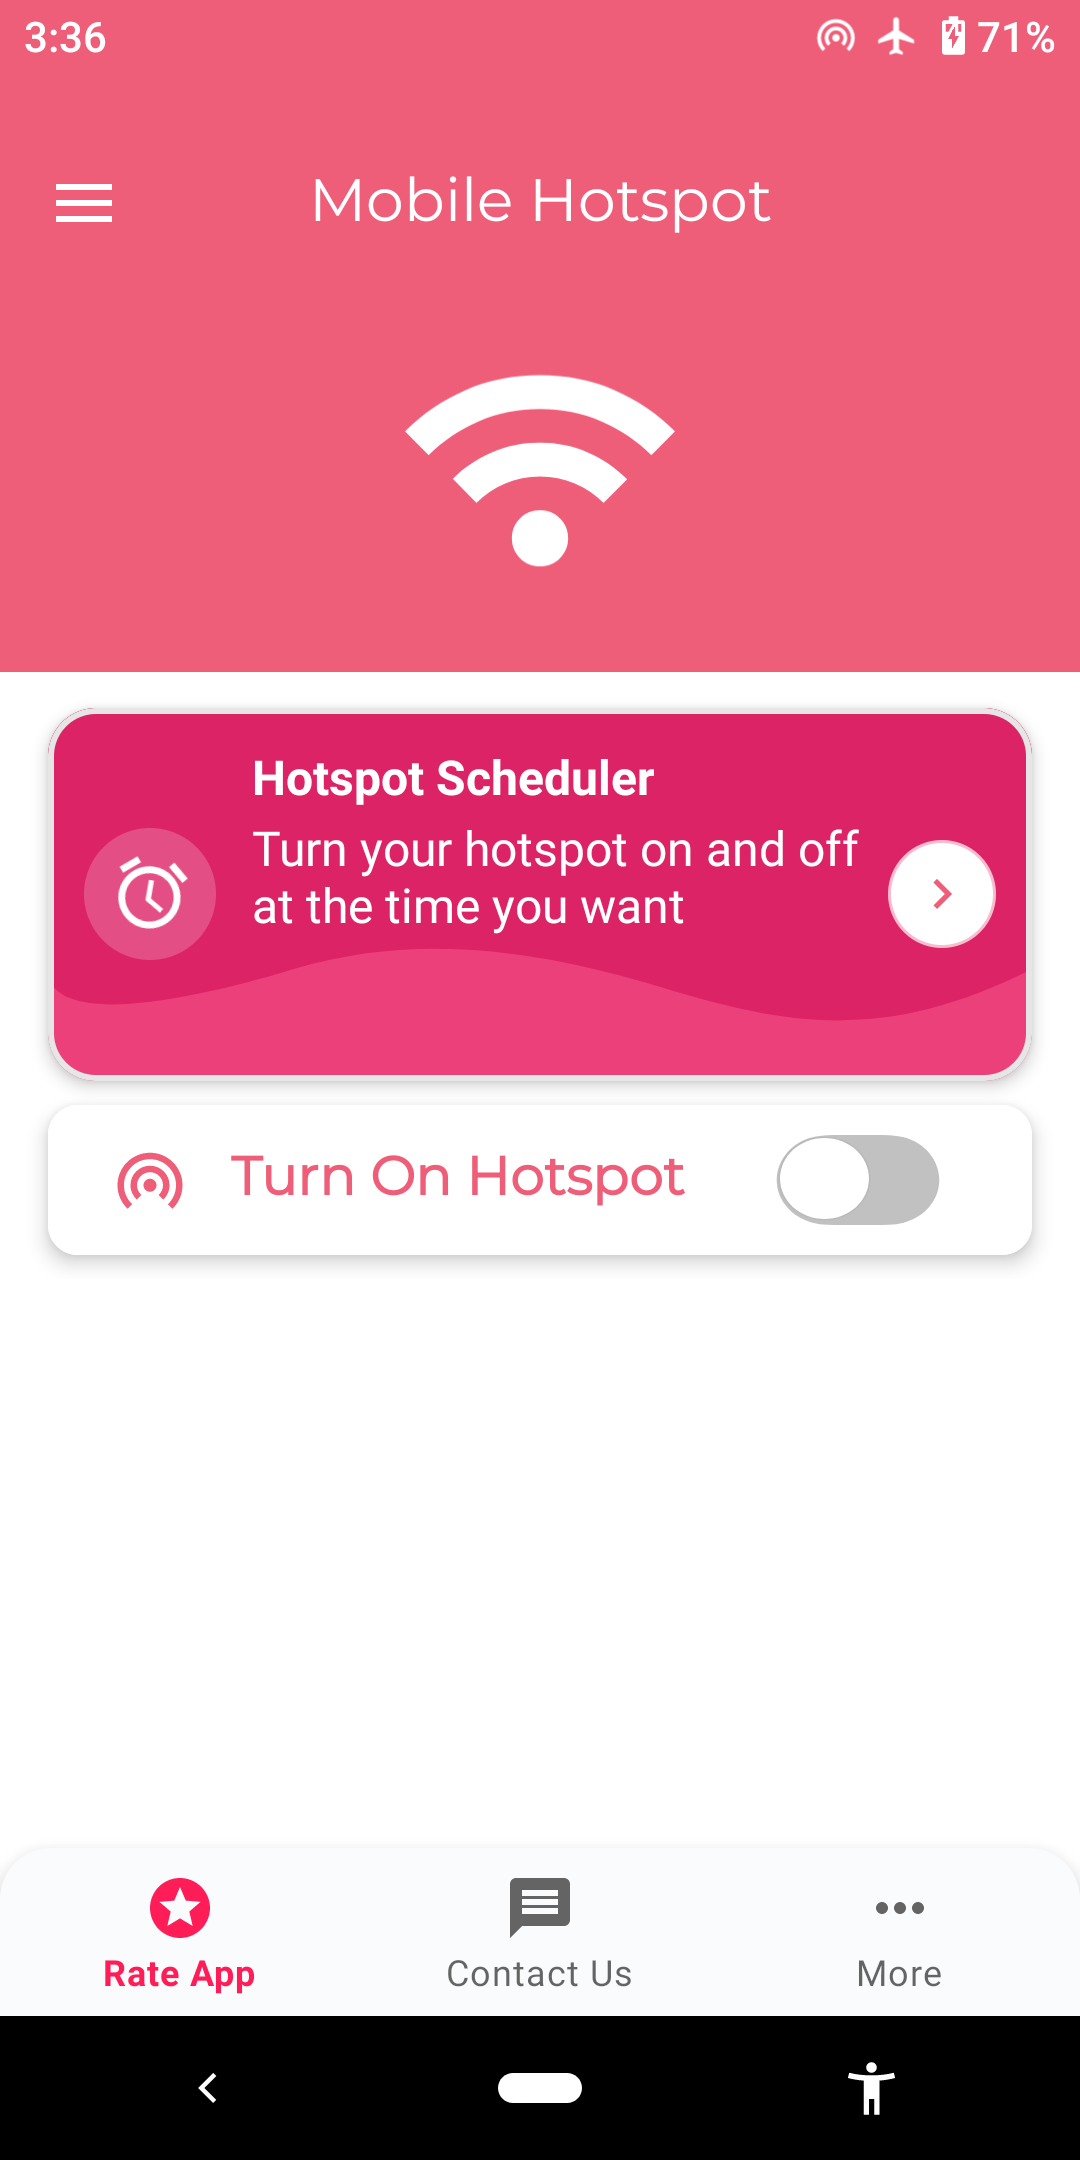 3:36
71%
Mobile Hotspot
Hotspot Scheduler
Turn your hotspot on and off
at the time you want
Turn On Hotspot
Rate App
Contact Us
More